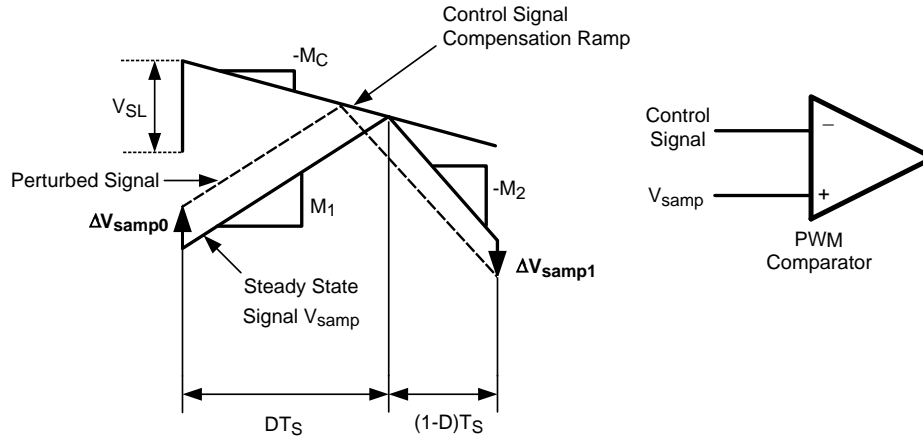 Control Signal
Compensation Ramp
-M_C
V_SL
Control
Signal
−
Perturbed Signal
-M_2
V_samp
+
M_1
ΔV_samp0
PWM
Comparator
ΔV_samp1
Steady State
Signal V_samp
DT_S
(1-D)T_S